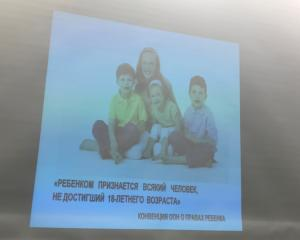 «РЕБЕНКОМ ПРИЗНАЕТСЯ ВСЯКИЙ ЧЕЛОВЕК,
НЕ ДОСТИГШИЙ 18-ЛЕТНЕГО ВОЗРАСТА»
КОНВЕНЦИЯ ООН О ПРАВАХ РЕБЕНКА